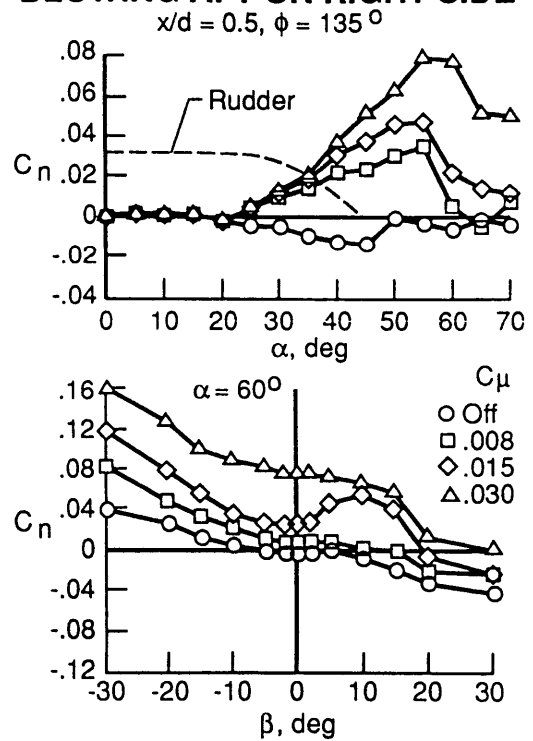 x/d = 0.5, ϕ = 135°
.08
.06
.04
.02
0
-.02
-.04
Cn
Rudder
0 10 20 30 40 50 60 70
α, deg
α = 60°
Cμ
Off
.008
.015
.030
.16
.12
.08
.04
0
-.04
-.08
-.12
Cn
-30 -20 -10 0 10 20 30
β, deg